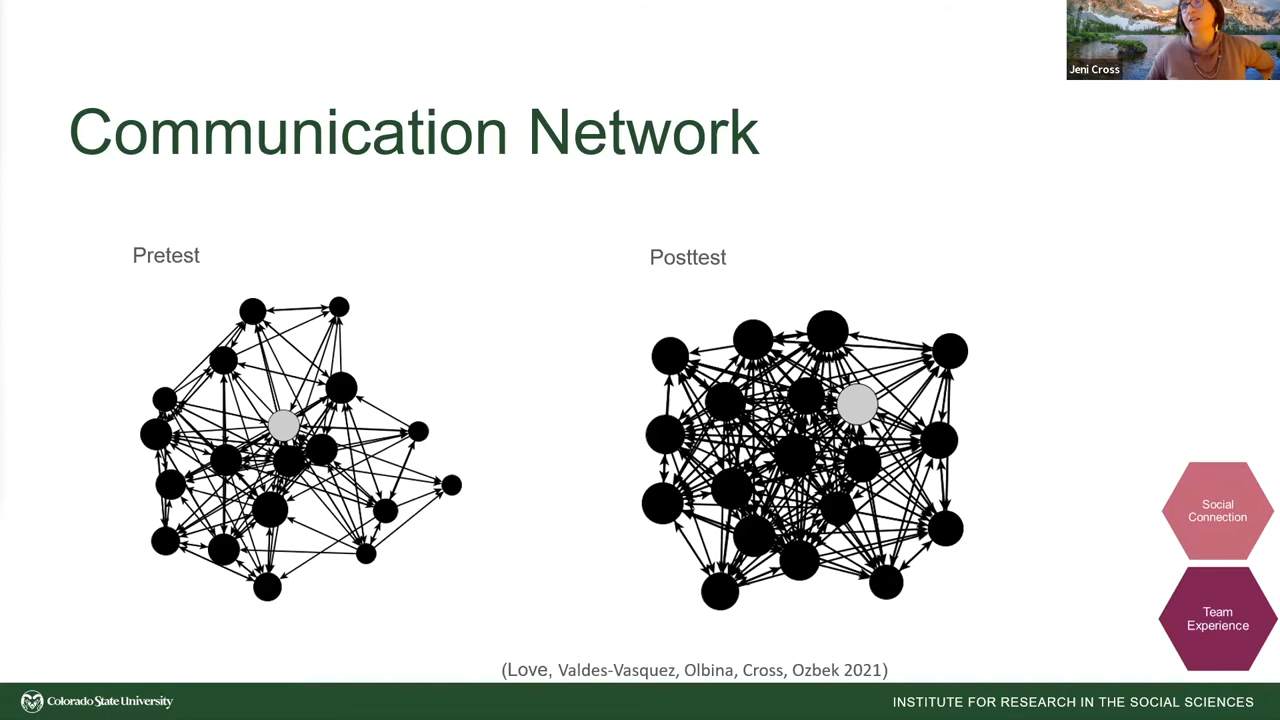 Jeni Cross
Communication Network
Pretest
Posttest
Social
Connection
Team
Experience
(Love, Valdes-Vasquez, Olbina, Cross, Ozbek 2021)
Colorado State University
INSTITUTE FOR RESEARCH IN THE SOCIAL SCIENCES